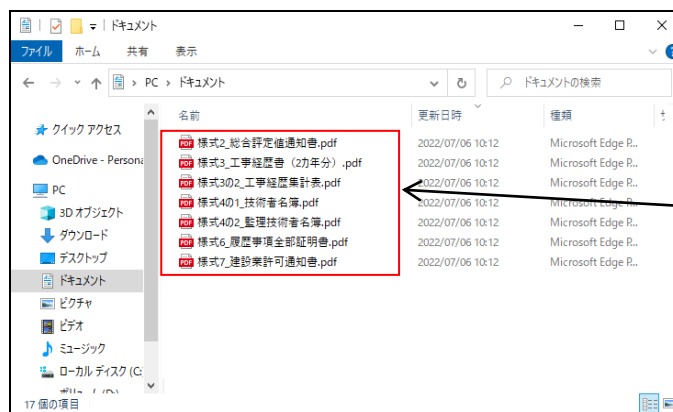 ドキュメント
ファイル ホーム 共有 表示
PC > ドキュメント ドキュメントの検索
名前 更新日時 種類
クイック アクセス
OneDrive - Persona
PC
3D オブジェクト
ダウンロード
デスクトップ
ドキュメント
ピクチャ
ビデオ
ミュージック
ローカル ディスク (C:
様式2_総合評定値通知書.pdf 2022/07/06 10:12 Microsoft Edge P...
様式3_工事経歴書（2カ年分）.pdf 2022/07/06 10:12 Microsoft Edge P...
様式3の2_工事経歴集計表.pdf 2022/07/06 10:12 Microsoft Edge P...
様式4の1_技術者名簿.pdf 2022/07/06 10:12 Microsoft Edge P...
様式4の2_監理技術者名簿.pdf 2022/07/06 10:12 Microsoft Edge P...
様式6_履歴事項全部証明書.pdf 2022/07/06 10:12 Microsoft Edge P...
様式7_建設業許可通知書.pdf 2022/07/06 10:12 Microsoft Edge P...
17 個の項目